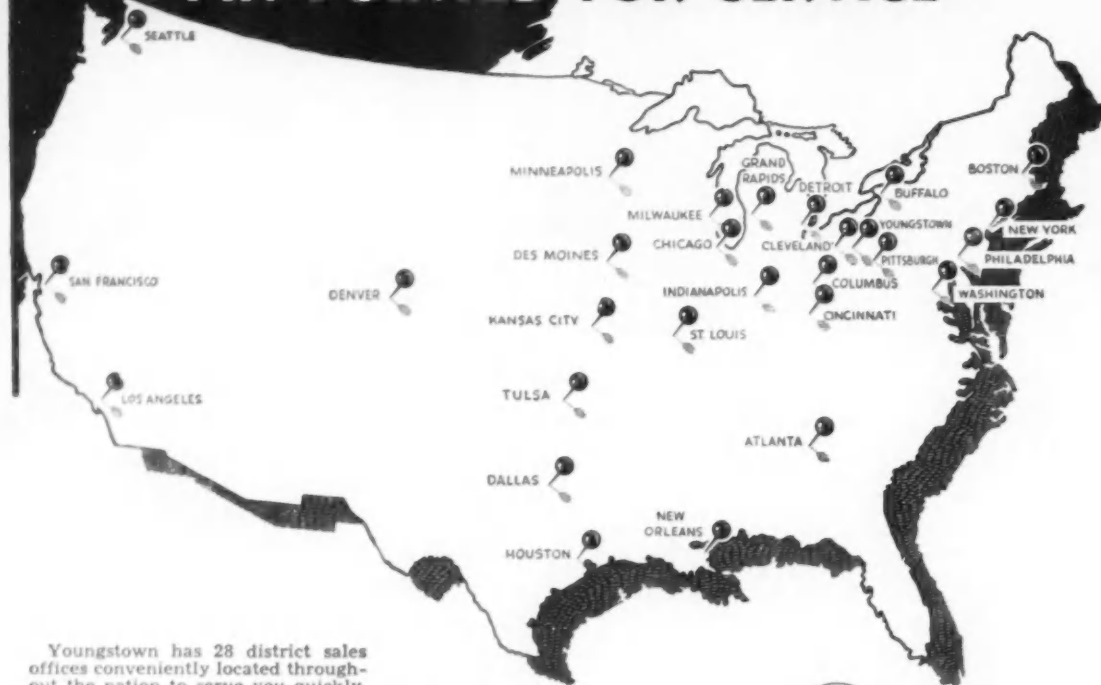 SEATTLE
MINNEAPOLIS
GRAND
RAPIDS
DETROIT
BUFFALO
BOSTON
MILWAUKEE
YOUNGSTOWN
NEW YORK
CHICAGO
CLEVELAND
DES MOINES
PITTSBURGH
PHILADELPHIA
SAN FRANCISCO
DENVER
INDIANAPOLIS
COLUMBUS
WASHINGTON
KANSAS CITY
CINCINNATI
ST. LOUIS
LOS ANGELES
TULSA
ATLANTA
DALLAS
NEW
ORLEANS
HOUSTON
Youngstown has 28 district sales
offices conveniently located through-